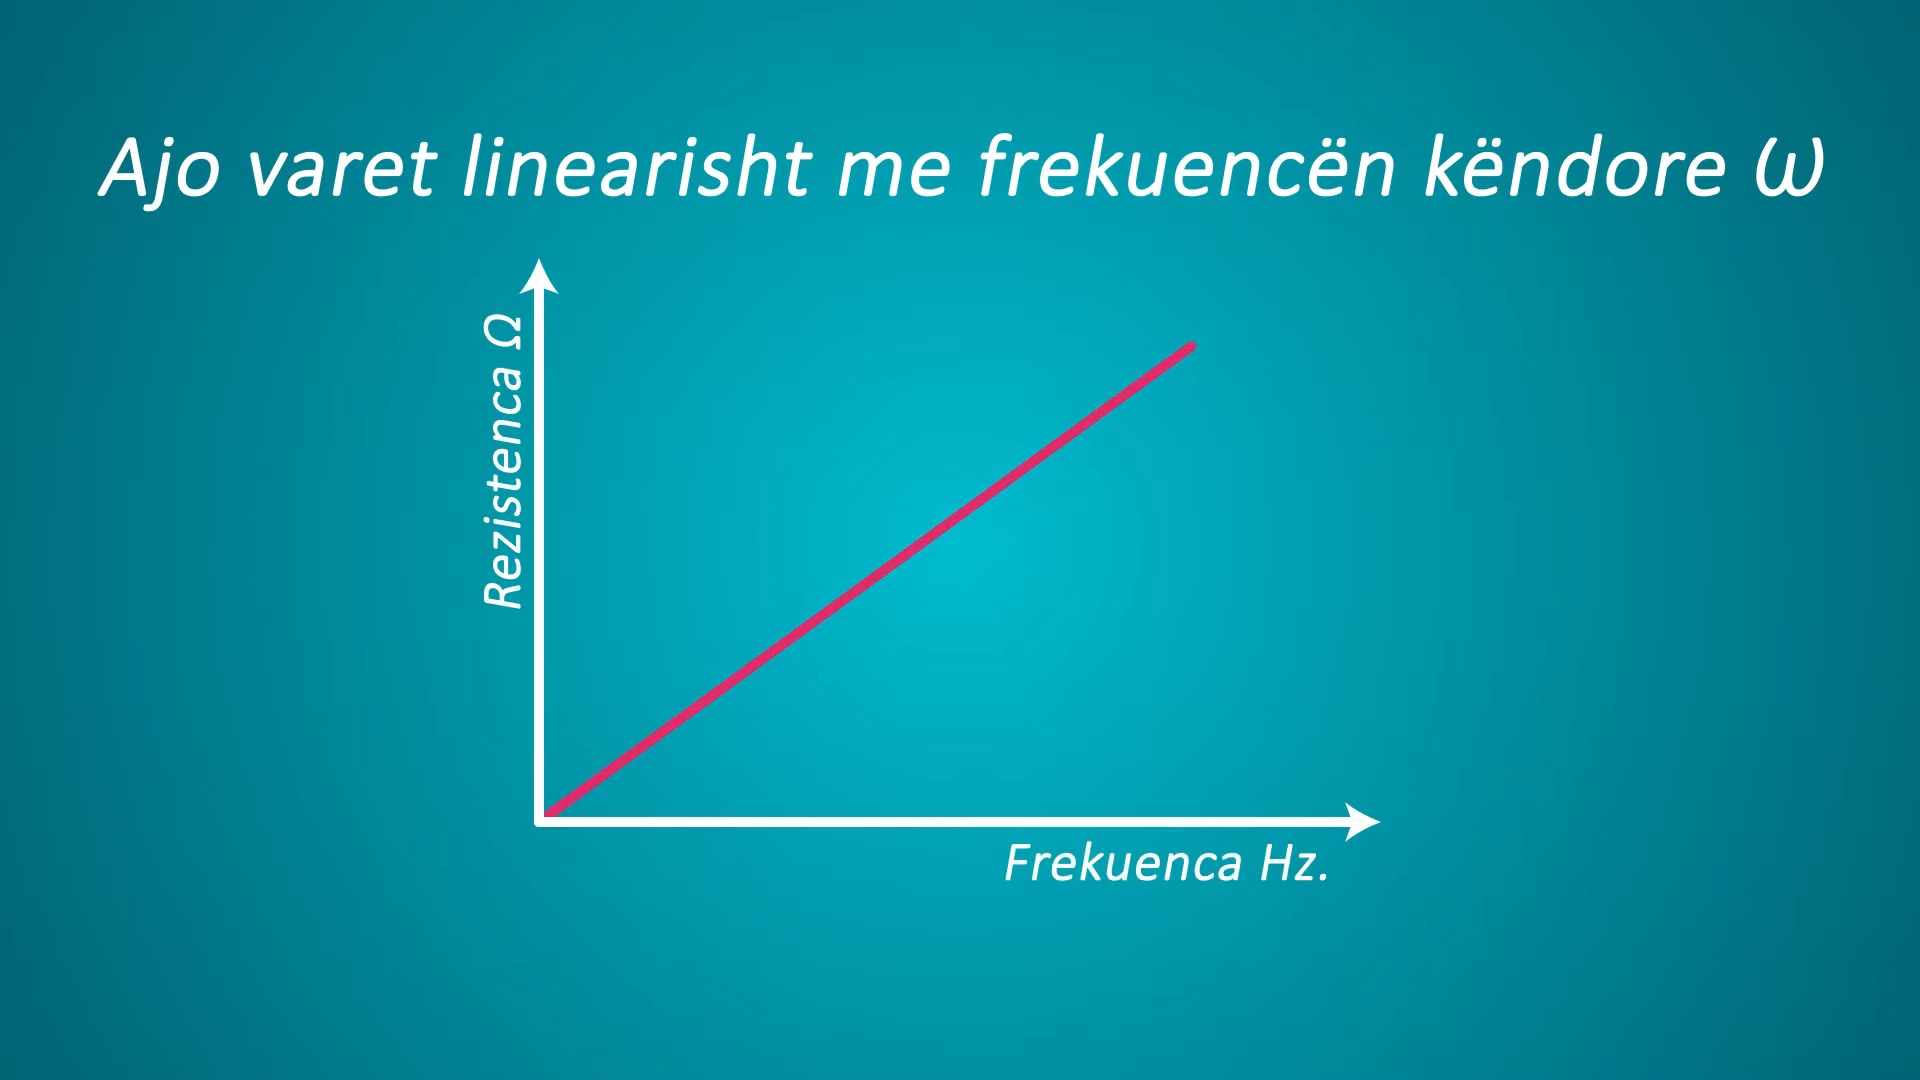 Ajo varet linearisht me frekuencën këndore ω
Rezistenca Ω
Frekuenca Hz.